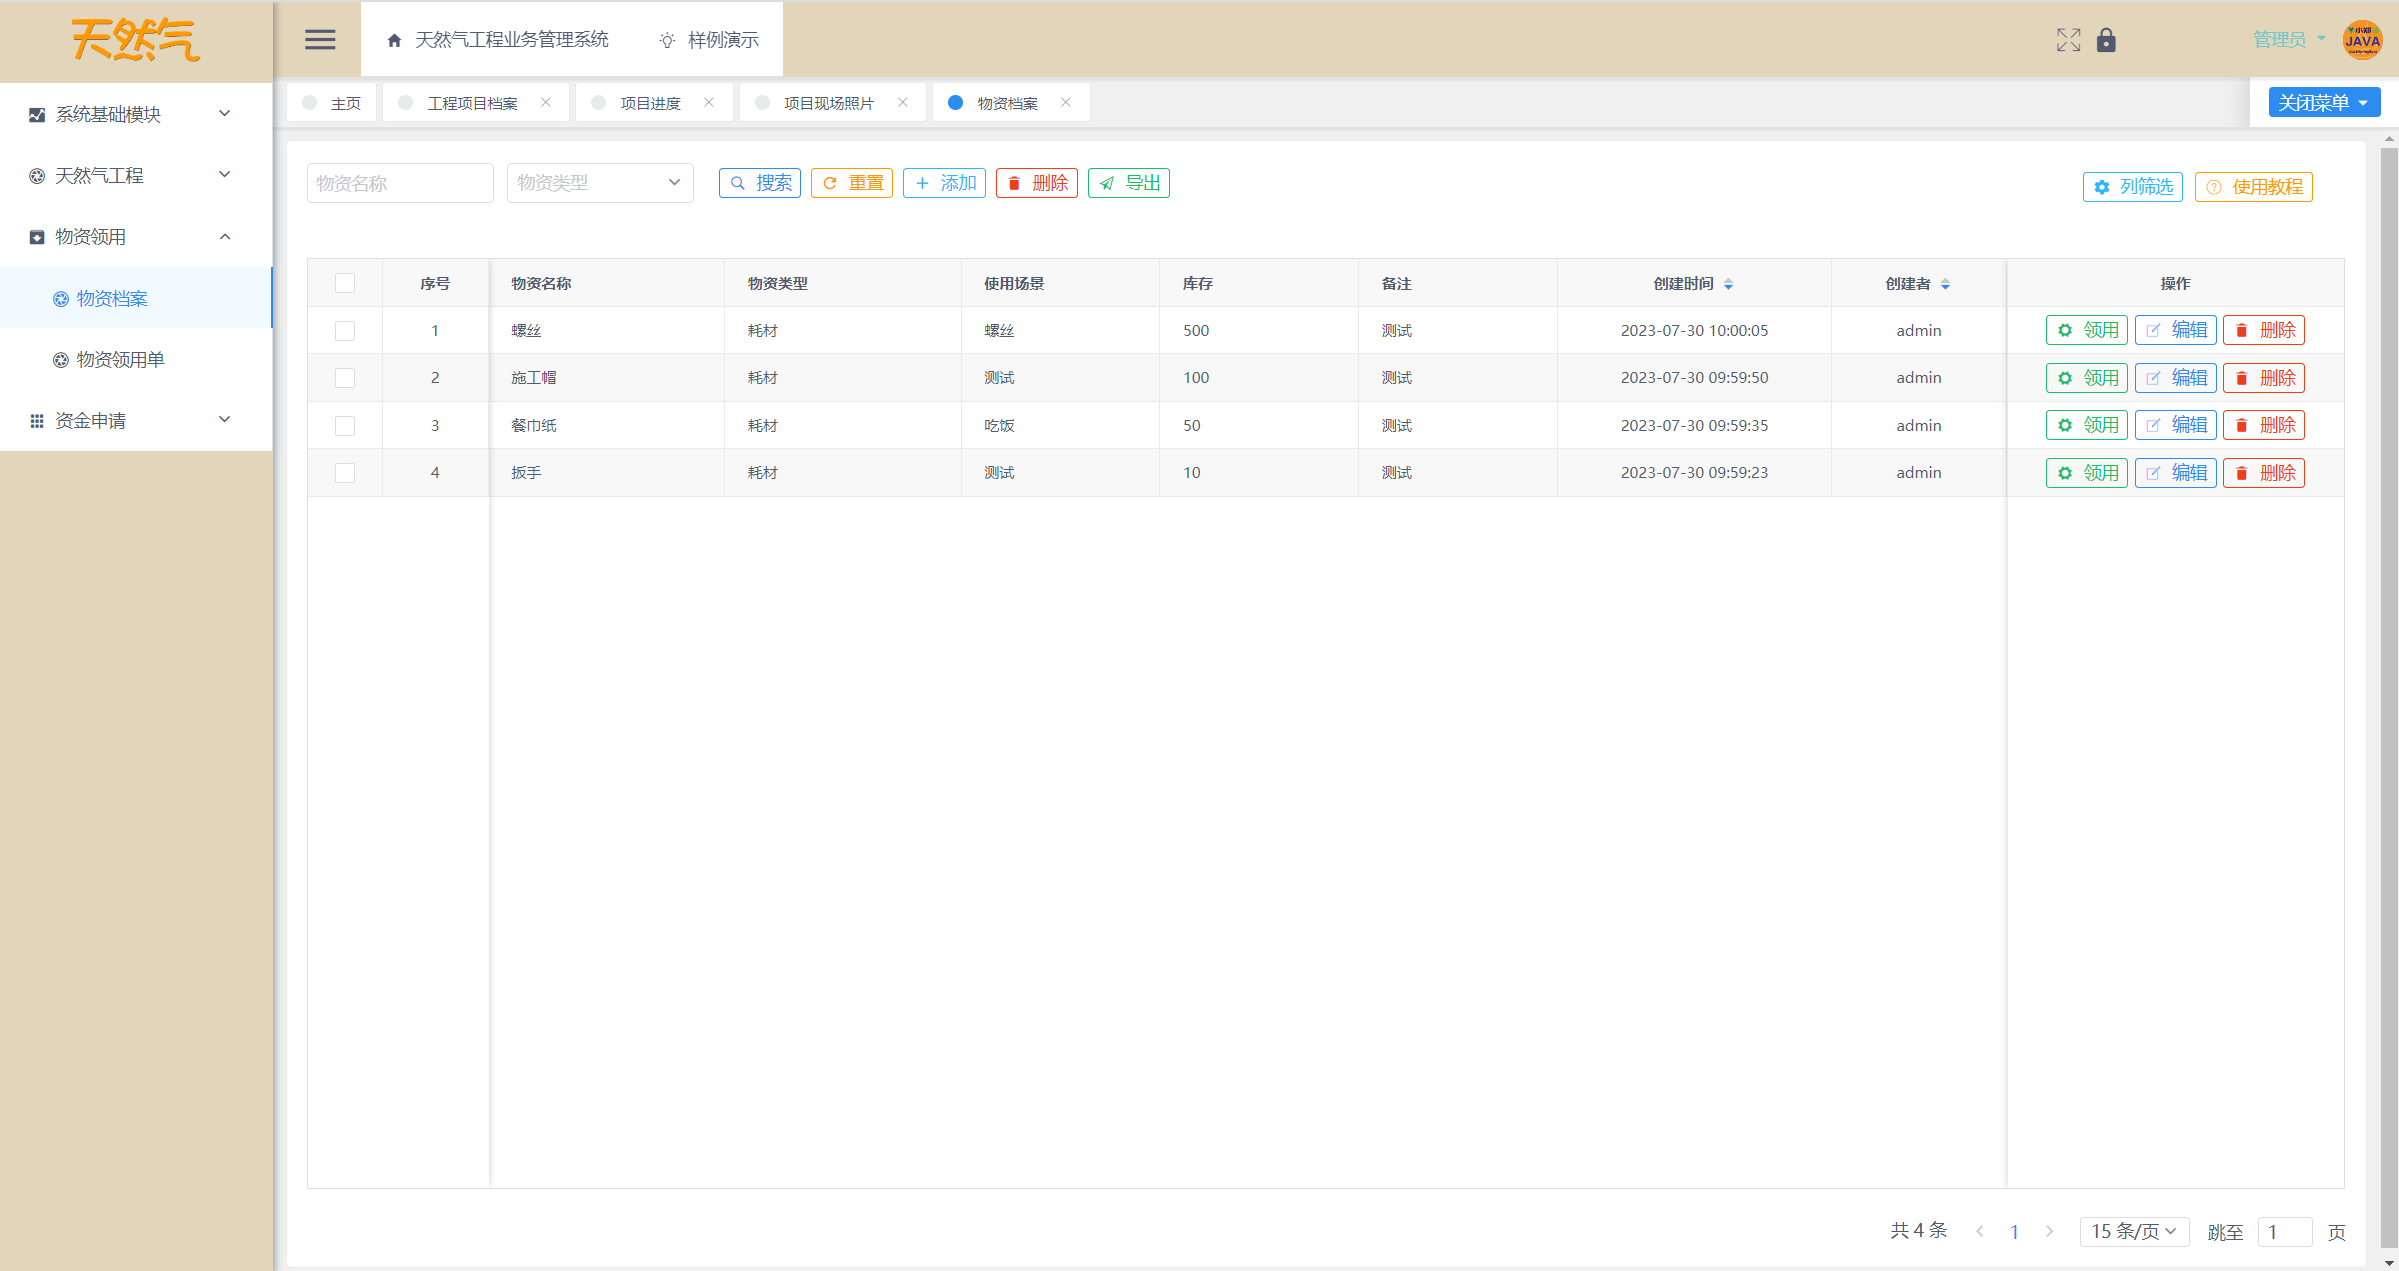 天然气
天然气工程业务管理系统 样例演示 管理员
小知
JAVA
系统基础模块
天然气工程
物资领用
物资档案
物资领用单
资金申请
主页 工程项目档案 项目进度 项目现场照片 物资档案 关闭菜单
物资名称 物资类型 搜索 重置 添加 删除 导出 列筛选 使用教程
序号 物资名称 物资类型 使用场景 库存 备注 创建时间 创建者 操作
1 螺丝 耗材 螺丝 500 测试 2023-07-30 10:00:05 admin 领用 编辑 删除
2 施工帽 耗材 测试 100 测试 2023-07-30 09:59:50 admin 领用 编辑 删除
3 餐巾纸 耗材 吃饭 50 测试 2023-07-30 09:59:35 admin 领用 编辑 删除
4 扳手 耗材 测试 10 测试 2023-07-30 09:59:23 admin 领用 编辑 删除
共 4 条 1 15 条/页 跳至 1 页